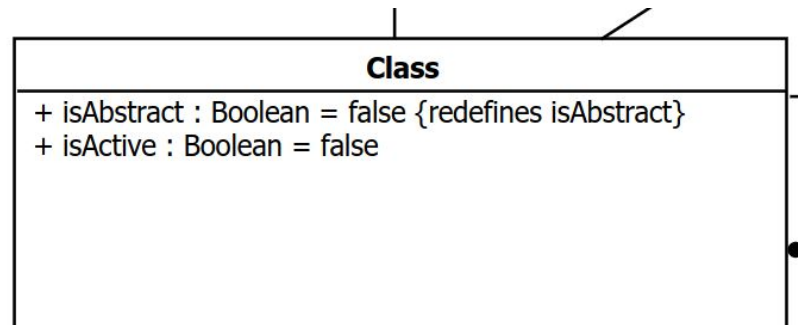 Class
+ isAbstract : Boolean = false {redefines isAbstract}
+ isActive : Boolean = false